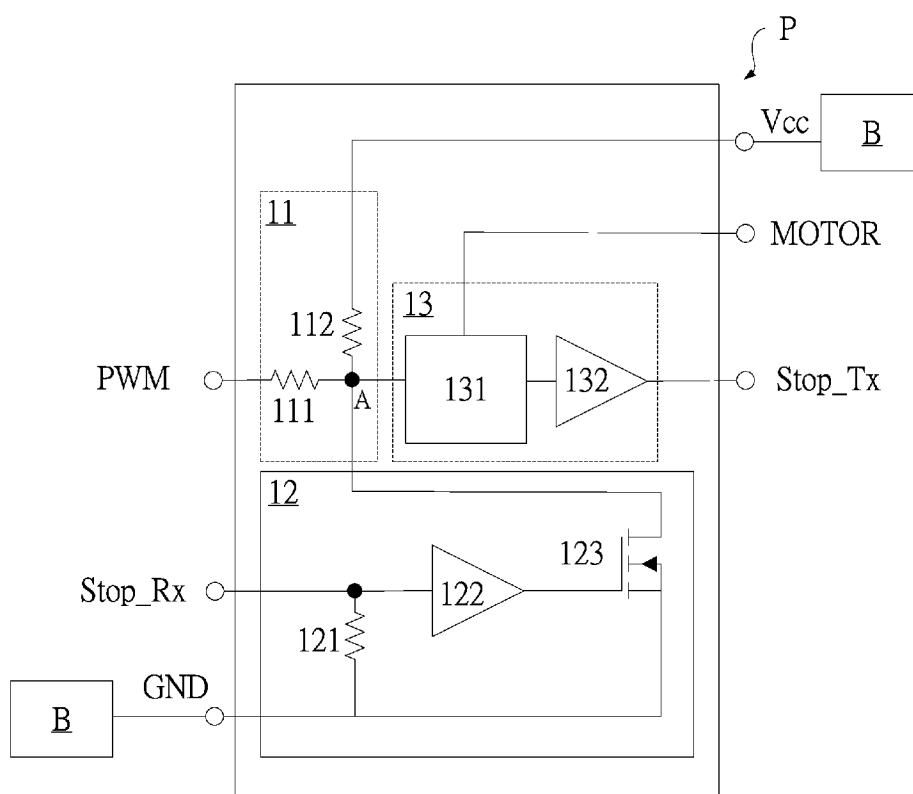 P
Vcc
B
11
MOTOR
13
112
PWM
111
A
131
132
Stop_Tx
12
123
Stop_Rx
122
121
GND
B